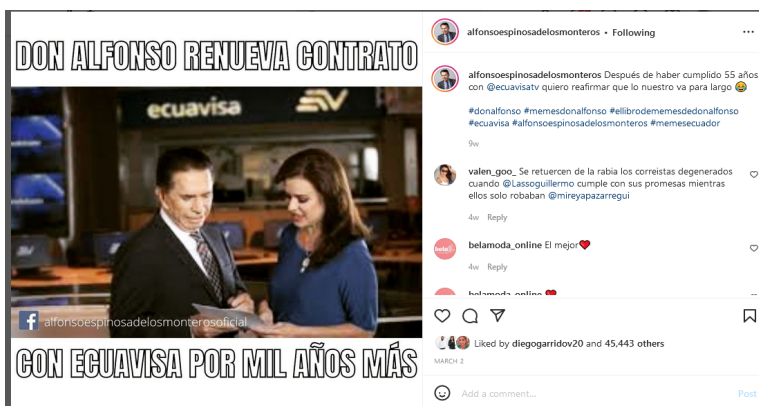 DON ALFONSO RENUEVA CONTRATO
ecuavisa
alfonsoespinosadelosmonterosoficial
CON ECUAVISA POR MIL AÑOS MÁS
alfonsoespinosadelosmonteros • Following
alfonsoespinosadelosmonteros Después de haber cumplido 55 años
con @ecuavisatv quiero reafirmar que lo nuestro va para largo 😂
#donalfonso #memesdonalfonso #ellibrodememesdedonalfonso
#ecuavisa #alfonsoespinosadelosmonteros #memesecuador
9w
valen_goo_ Se retuercen de la rabia los correistas degenerados
cuando @Lassoguillermo cumple con sus promesas mientras
ellos solo robaban @mireyapazarregui
4w Reply
belamoda_online El mejor❤️
4w Reply
belamoda_online ❤️
Liked by diegogarridov20 and 45,443 others
MARCH 2
Add a comment...
Post